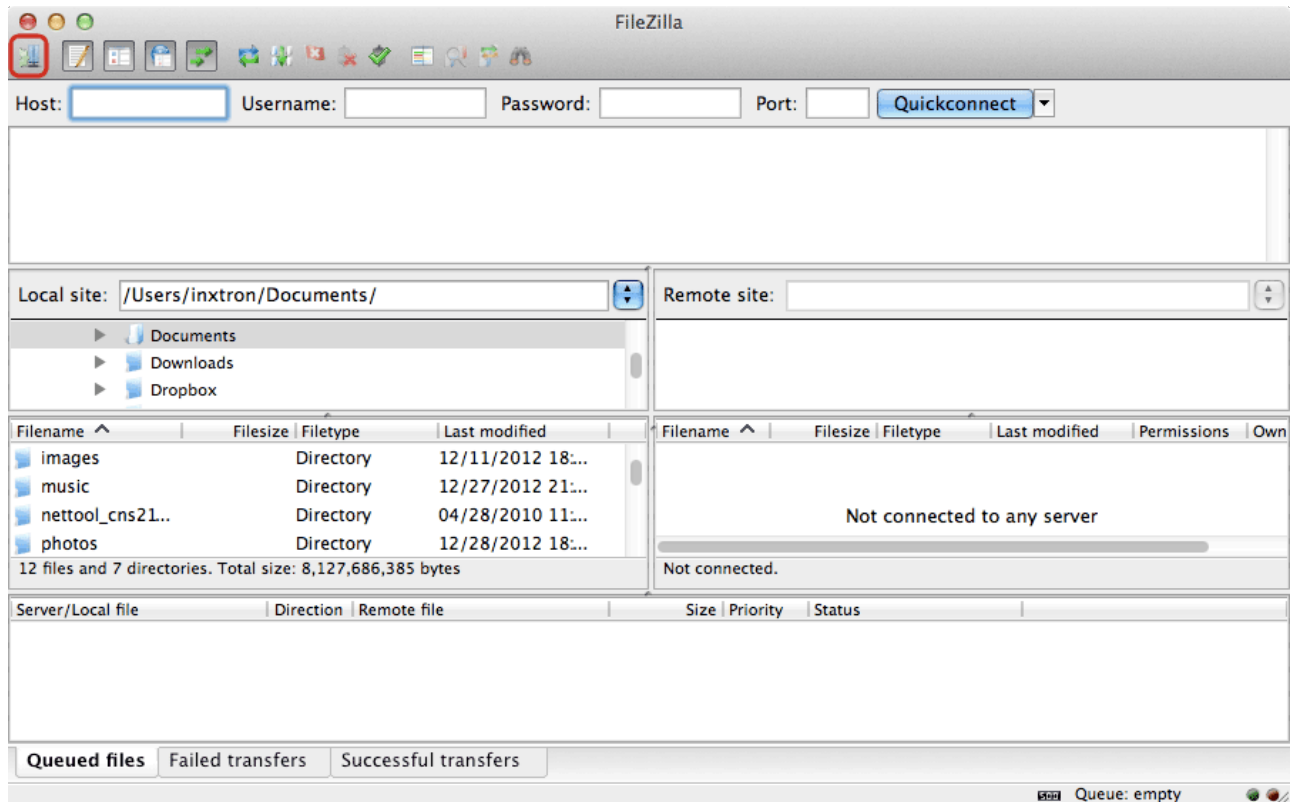 FileZilla
Host: Username: Password: Port: Quickconnect
Local site: /Users/inxtron/Documents/ Remote site:
Documents
Downloads
Dropbox
Filename Filesize Filetype Last modified Filename Filesize Filetype Last modified Permissions Own
images Directory 12/11/2012 18:...
music Directory 12/27/2012 21:...
nettool_cns21... Directory 04/28/2010 11:...
Not connected to any server
photos Directory 12/28/2012 18:...
12 files and 7 directories. Total size: 8,127,686,385 bytes Not connected.
Server/Local file Direction Remote file Size Priority Status
Queued files Failed transfers Successful transfers
Queue: empty